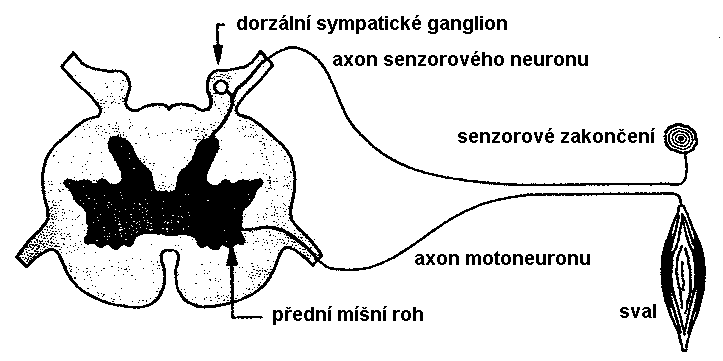 dorzální sympatické ganglion
axon senzorového neuronu
senzorové zakončení
axon motoneuronu
sval
přední míšní roh